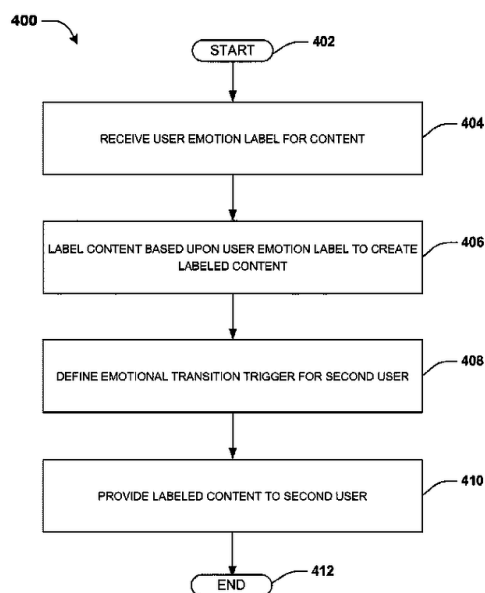 400
START
402
RECEIVE USER EMOTION LABEL FOR CONTENT
404
LABEL CONTENT BASED UPON USER EMOTION LABEL TO CREATE
LABELED CONTENT
406
DEFINE EMOTIONAL TRANSITION TRIGGER FOR SECOND USER
408
PROVIDE LABELED CONTENT TO SECOND USER
410
END
412